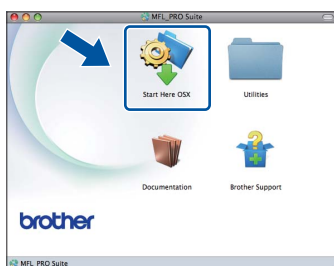 MFL_PRO Suite
Start Here OSX
Utilities
Documentation
Brother Support
brother
MFL_PRO Suite